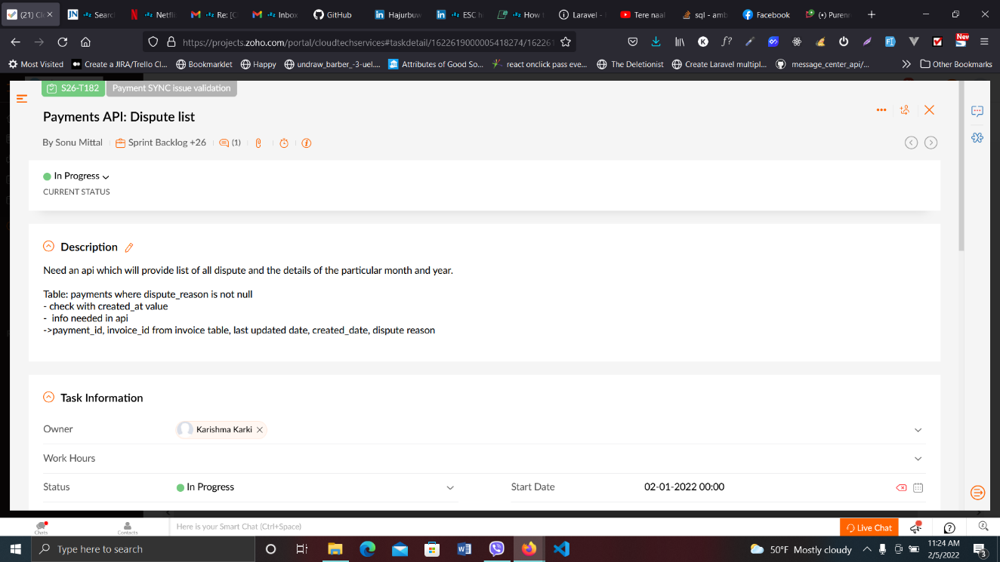 (21) Cl
JN Searc
Netfli
Re: [C
Inbox
GitHub
Hajurbuw
ESC h
How t
Laravel -
Tere naal
sql - amb
Facebook
(•) Puren
https://projects.zoho.com/portal/cloudtechservices#taskdetail/1622619000005418274/162261
New
Most Visited
Create a JIRA/Trello Cl...
Bookmarklet
Happy
undraw_barber_-3-uel....
Attributes of Good So...
react onclick pass eve...
The Deletionist
Create Laravel multipl...
message_center_api/...
Other Bookmarks
S26-T182 Payment SYNC issue validation
Payments API: Dispute list
By Sonu Mittal Sprint Backlog +26 (1)
In Progress
CURRENT STATUS
Description
Need an api which will provide list of all dispute and the details of the particular month and year.
Table: payments where dispute_reason is not null
- check with created_at value
- info needed in api
->payment_id, invoice_id from invoice table, last updated date, created_date, dispute reason
Task Information
Owner Karishma Karki
Work Hours
Status In Progress Start Date 02-01-2022 00:00
Chats
Contacts
Here is your Smart Chat (Ctrl+Space)
Live Chat
Type here to search
50°F Mostly cloudy
11:24 AM
2/5/2022
3